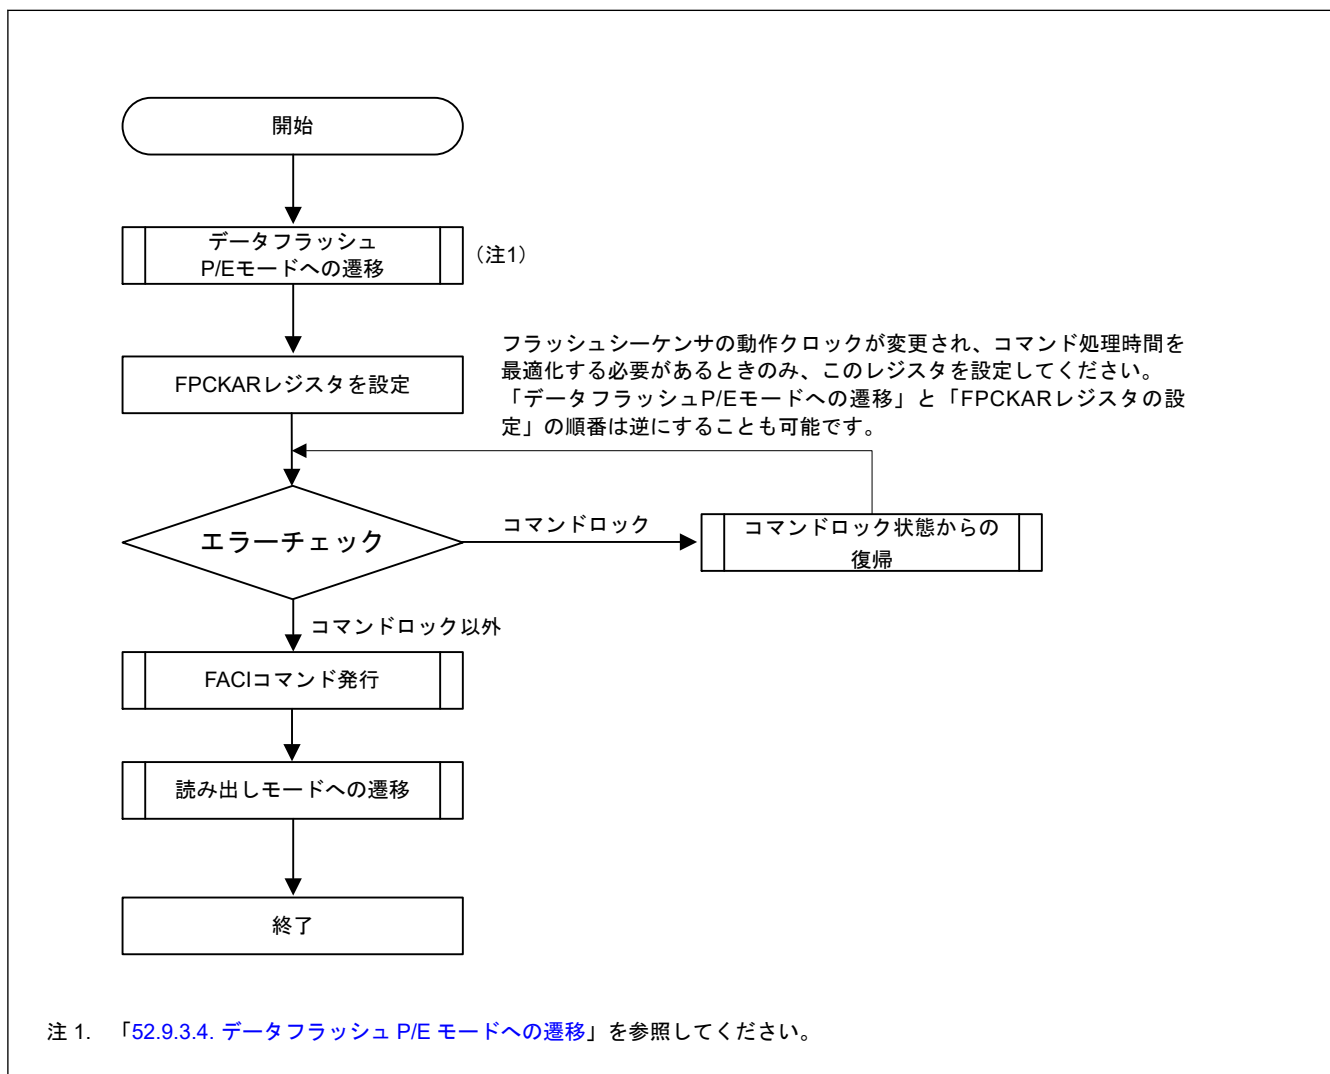 開始
データフラッシュ
P/Eモードへの遷移
（注1）
フラッシュシーケンサの動作クロックが変更され、コマンド処理時間を
最適化する必要があるときのみ、このレジスタを設定してください。
「データフラッシュP/Eモードへの遷移」と「FPCKARレジスタの設
定」の順番は逆にすることも可能です。
FPCKARレジスタを設定
エラーチェック
コマンドロック
コマンドロック状態からの
復帰
コマンドロック以外
FACIコマンド発行
読み出しモードへの遷移
終了
注 1. 「52.9.3.4. データフラッシュ P/E モードへの遷移」を参照してください。